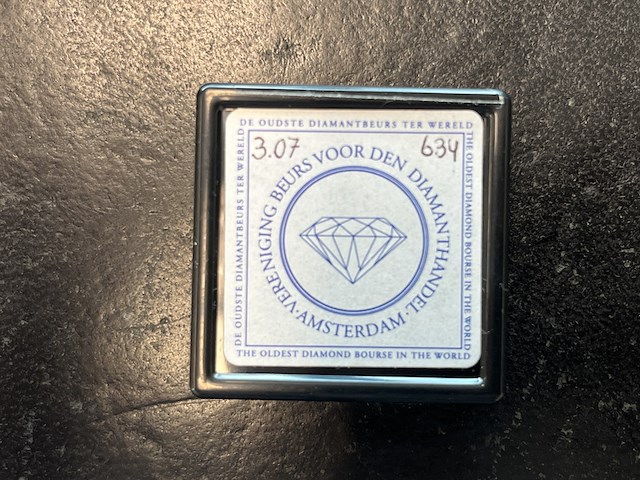 DE OUDSTE DIAMANTBEURS TER WERELD
3.07 634
VERENIGING BEURS VOOR DEN DIAMANTHANDEL
·AMSTERDAM·
DE OUDSTE DIAMANTBEURS TER WERELD
THE OLDEST DIAMOND BOURSE IN THE WORLD
THE OLDEST DIAMOND BOURSE IN THE WORLD